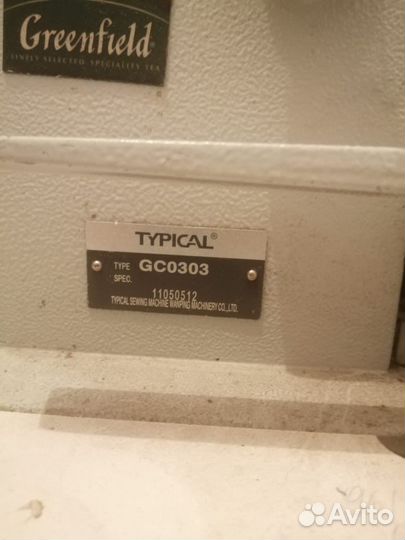 Greenfield
FINELY SELECTED SPECIALITY TEA
TYPICAL®
TYPE GC0303
SPEC.
11050512
TYPICAL SEWING MACHINE WANPING MACHINERY CO.,LTD.
Avito